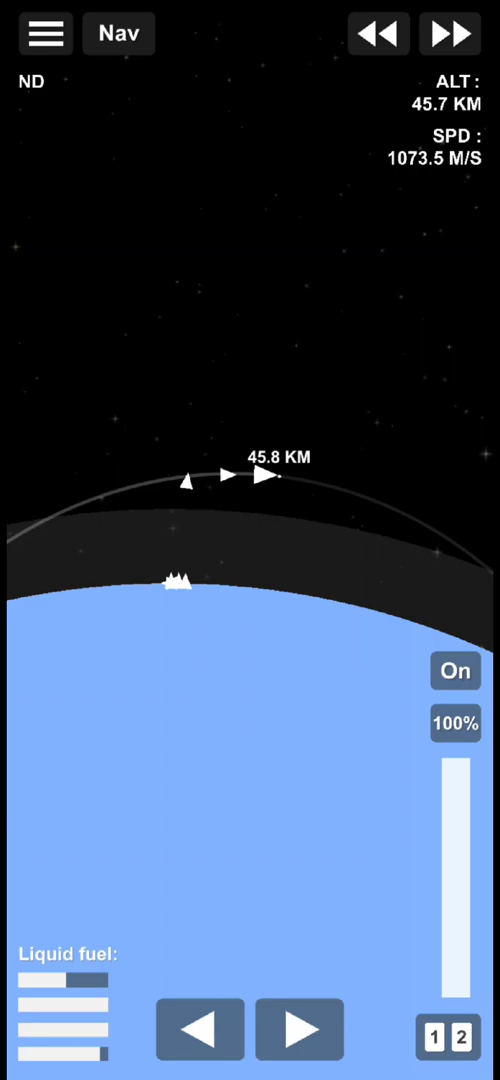 Nav
ND
ALT :
45.7 KM
SPD :
1073.5 M/S
45.8 KM
On
100%
Liquid fuel:
1 2